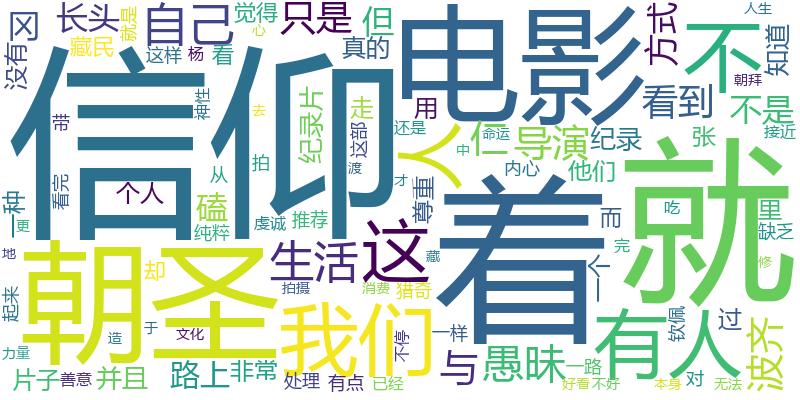 信仰
电影
着
就
朝圣
我们
有人
不
人
这
生活
自己
只是
但
长头
冈
没有
藏民
就是
觉得
心
这样
杨
看
真的
方式
知道
人生
朝拜
看到
不是
接近
纪录片
这部
走
用
还是
命运
中
才
仁
导演
纪录
张
神性
去
带
看完
个人
从
拍
渡
磕
虔诚
推荐
纯粹
尊重
内心
他们
而
吃
里
缺乏
一种
更
地
却
起来
造
于
文化
拍摄
藏
消费
猎奇
不停
一样
一个
完
修
过
钦佩
波齐
力量
片子
善意
并且
路上
非常
处理
有点
已经
与
愚昧
一路
好看
不好
本身
对
无法